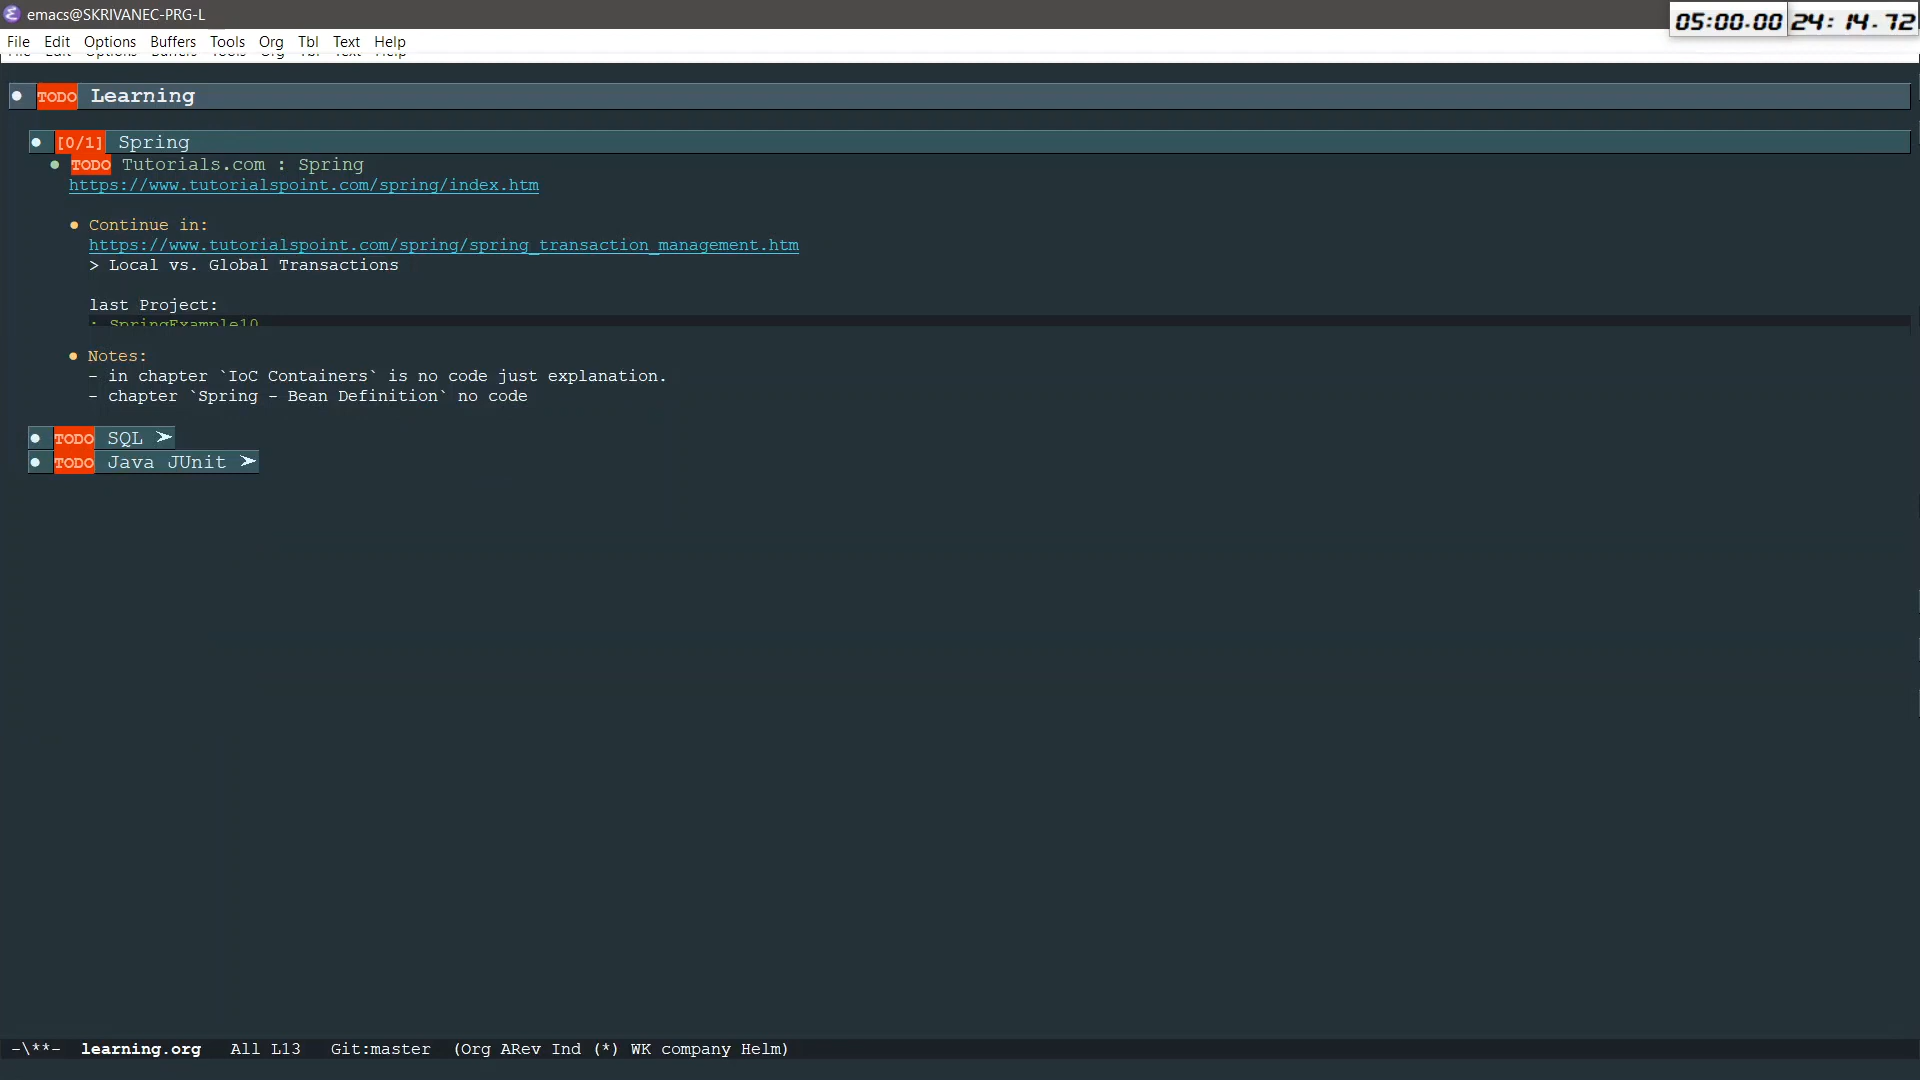 emacs@SKRIVANEC-PRG-L
05:00.00 24:14.72
File Edit Options Buffers Tools Org Tbl Text Help
TODO Learning
[0/1] Spring
TODO Tutorials.com : Spring
https://www.tutorialspoint.com/spring/index.htm
Continue in:
https://www.tutorialspoint.com/spring/spring_transaction_management.htm
> Local vs. Global Transactions
last Project:
: SpringExample10
Notes:
- in chapter `IoC Containers` is no code just explanation.
- chapter `Spring - Bean Definition` no code
TODO SQL ➤
TODO Java JUnit ➤
-\**- learning.org All L13 Git:master (Org ARev Ind (*) WK company Helm)